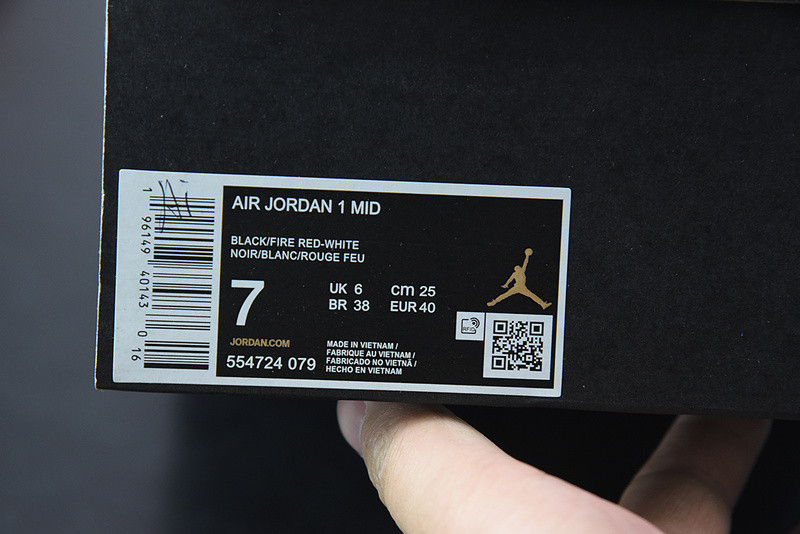 AIR JORDAN 1 MID
BLACK/FIRE RED-WHITE
NOIR/BLANC/ROUGE FEU
7
UK 6 cm 25
BR 38 EUR 40
JORDAN.COM
554724 079
MADE IN VIETNAM /
FABRIQUE AU VIETNAM /
FABRICADO NO VIETNÃ /
HECHO EN VIETNAM
RFID
1 96149 40143 0 16